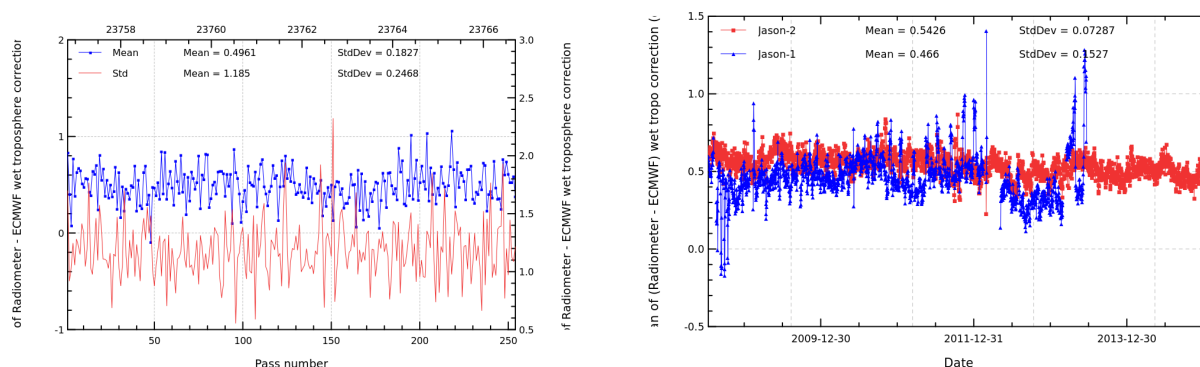 23758 23760 23762 23764 23766
2 3.0
Mean Mean = 0.4961 StdDev = 0.1827
Std Mean = 1.185 StdDev = 0.2468
2.5
1 2.0
1.5
0
1.0
-1 0.5
50 100 150 200 250
Pass number
of Radiometer - ECMWF wet troposphere correction
of Radiometer - ECMWF wet troposphere correction
1.5
Jason-2 Mean = 0.5426 StdDev = 0.07287
Jason-1 Mean = 0.466 StdDev = 0.1527
1.0
0.5
0.0
-0.5
2009-12-30 2011-12-31 2013-12-30
Date
of (Radiometer - ECMWF) wet tropo correction (